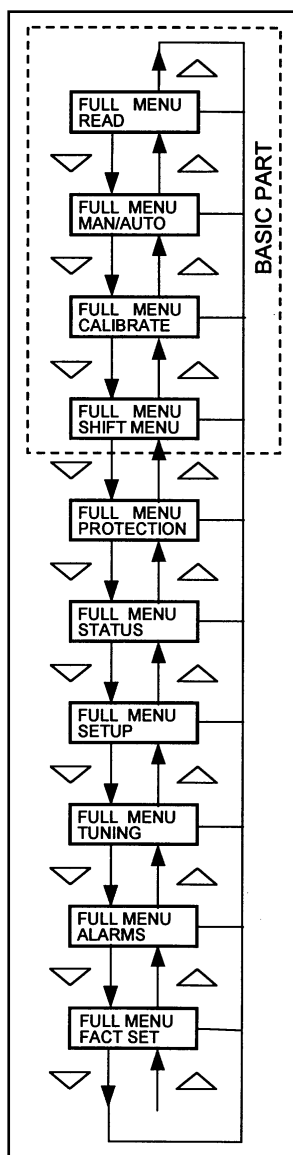 FULL MENU
READ
FULL MENU
MAN/AUTO
FULL MENU
CALIBRATE
FULL MENU
SHIFT MENU
BASIC PART
FULL MENU
PROTECTION
FULL MENU
STATUS
FULL MENU
SETUP
FULL MENU
TUNING
FULL MENU
ALARMS
FULL MENU
FACT SET